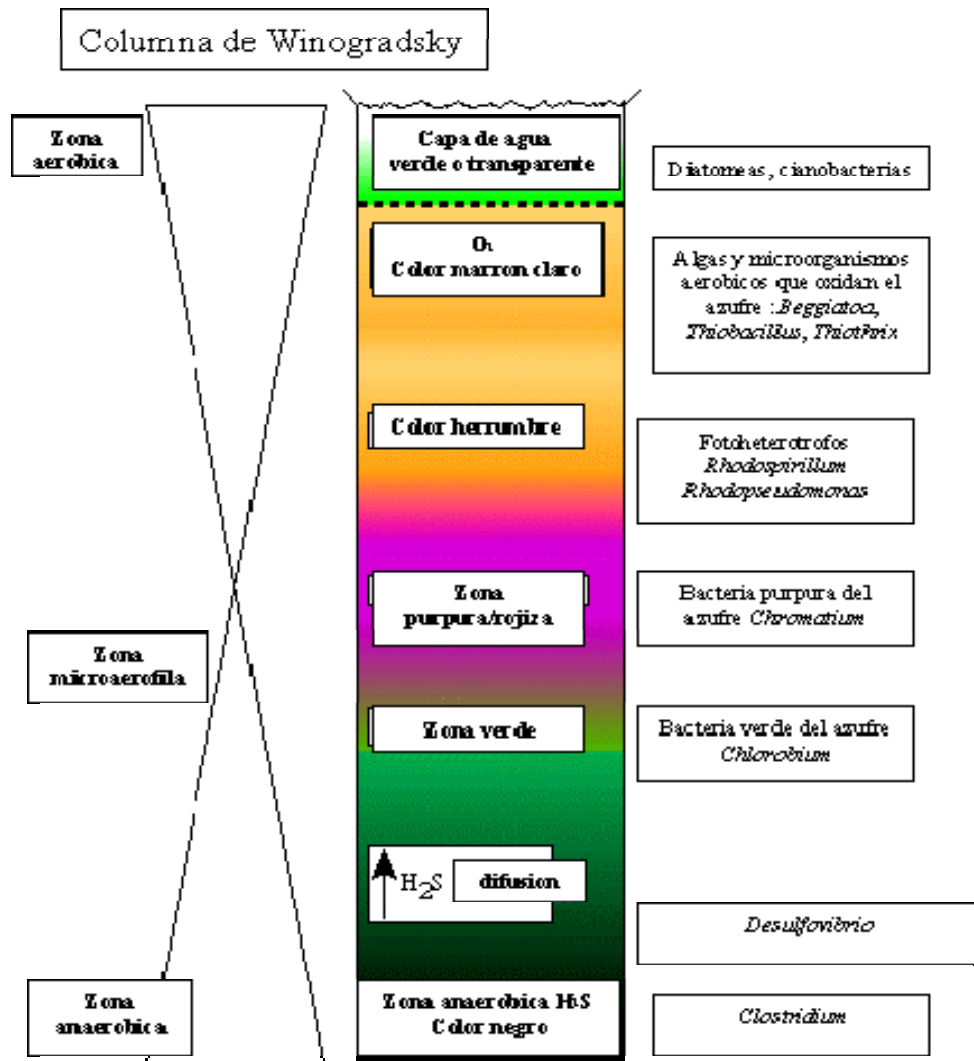 Columna de Winogradsky
Zona
aerobica
Capa de agua
verde o transparente
Diatomeas, cianobacterias
O₂
Color marron claro
Algas y microorganismos
aerobicos que oxidan el
azufre : Beggiatoa,
Thiobacillus, Thiothrix
Color herrumbre
Fotoheterotrofos
Rhodospirillum
Rhodopseudomonas
Zona
purpura/rojiza
Bacteria purpura del
azufre Chromatium
Zona
microaerofila
Zona verde
Bacteria verde del azufre
Chlorobium
H₂S
difusion
Desulfovibrio
Zona
anaerobica
Zona anaerobica H₂S
Color negro
Clostridium